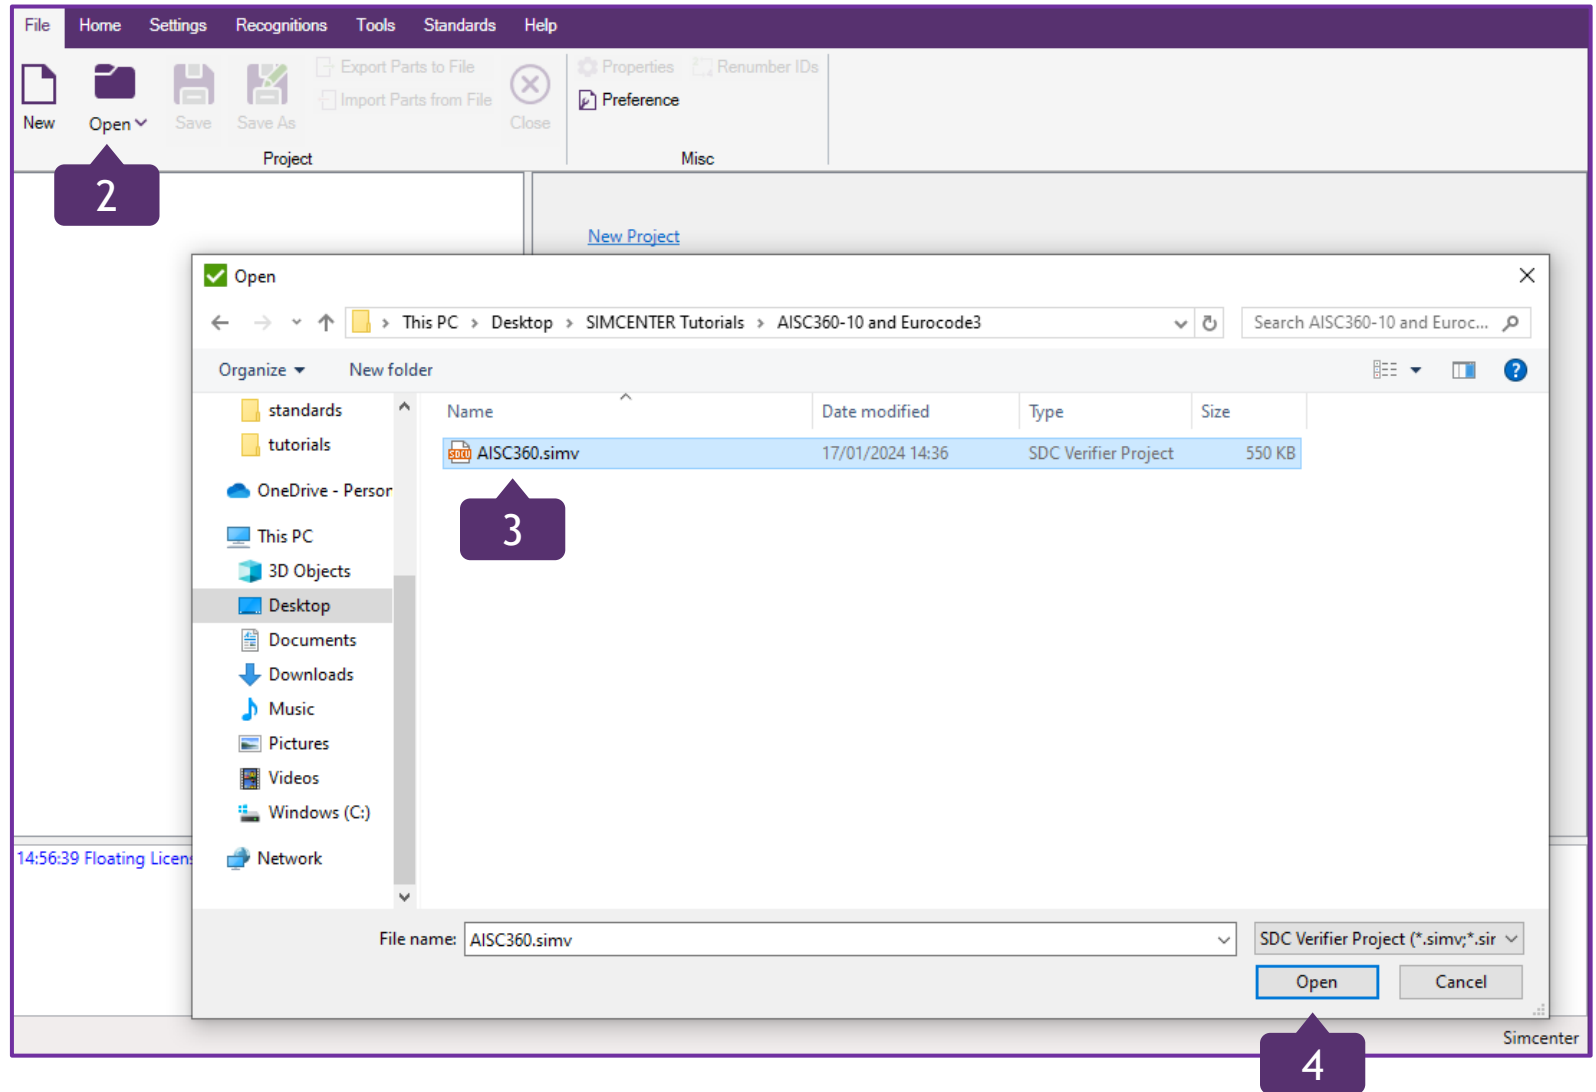 File Home Settings Recognitions Tools Standards Help
Export Parts to File
Properties Renumber IDs
Import Parts from File
Preference
New Open Save Save As Close
Project Misc
2
New Project
Open
This PC > Desktop > SIMCENTER Tutorials > AISC360-10 and Eurocode3
Search AISC360-10 and Euroc...
Organize New folder
standards
Name Date modified Type Size
tutorials
AISC360.simv 17/01/2024 14:36 SDC Verifier Project 550 KB
OneDrive - Person
3
This PC
3D Objects
Desktop
Documents
Downloads
Music
Pictures
Videos
Windows (C:)
14:56:39 Floating Licens
Network
File name: AISC360.simv SDC Verifier Project (*.simv;*.sir
Open Cancel
Simcenter
4